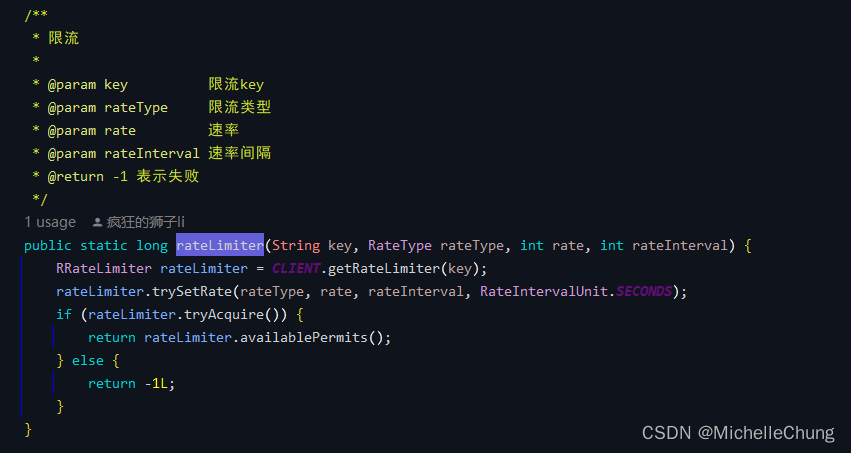 /**
 * 限流
 *
 * @param key          限流key
 * @param rateType     限流类型
 * @param rate         速率
 * @param rateInterval 速率间隔
 * @return -1 表示失败
 */
1 usage  疯狂的狮子li
public static long rateLimiter(String key, RateType rateType, int rate, int rateInterval) {
    RRateLimiter rateLimiter = CLIENT.getRateLimiter(key);
    rateLimiter.trySetRate(rateType, rate, rateInterval, RateIntervalUnit.SECONDS);
    if (rateLimiter.tryAcquire()) {
        return rateLimiter.availablePermits();
    } else {
        return -1L;
    }
}
CSDN @MichelleChung